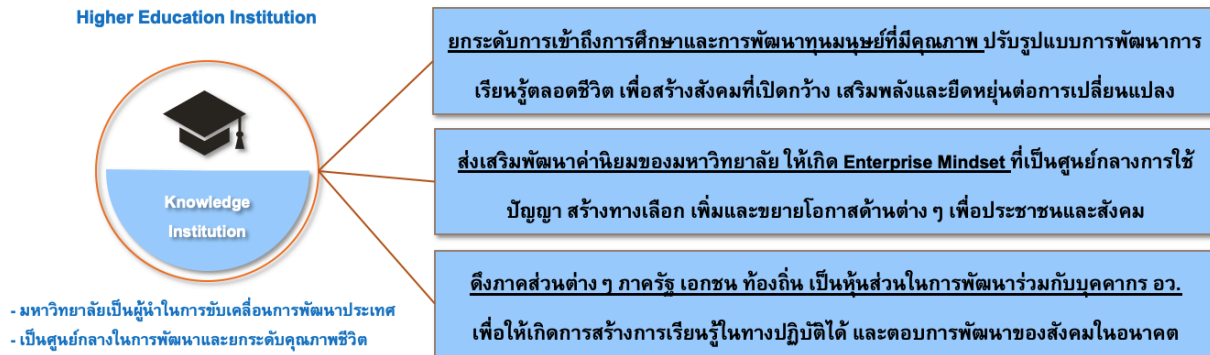 Higher Education Institution
Knowledge
Institution
- มหาวิทยาลัยเป็นผู้นำในการขับเคลื่อนการพัฒนาประเทศ
- เป็นศูนย์กลางในการพัฒนาและยกระดับคุณภาพชีวิต
ยกระดับการเข้าถึงการศึกษาและการพัฒนาทุนมนุษย์ที่มีคุณภาพ ปรับรูปแบบการพัฒนาการ
เรียนรู้ตลอดชีวิต เพื่อสร้างสังคมที่เปิดกว้าง เสริมพลังและยืดหยุ่นต่อการเปลี่ยนแปลง
ส่งเสริมพัฒนาค่านิยมของมหาวิทยาลัย ให้เกิด Enterprise Mindset ที่เป็นศูนย์กลางการใช้
ปัญญา สร้างทางเลือก เพิ่มและขยายโอกาสด้านต่าง ๆ เพื่อประชาชนและสังคม
ดึงภาคส่วนต่าง ๆ ภาครัฐ เอกชน ท้องถิ่น เป็นหุ้นส่วนในการพัฒนาร่วมกับบุคคากร อว.
เพื่อให้เกิดการสร้างการเรียนรู้ในทางปฏิบัติได้ และตอบการพัฒนาของสังคมในอนาคต